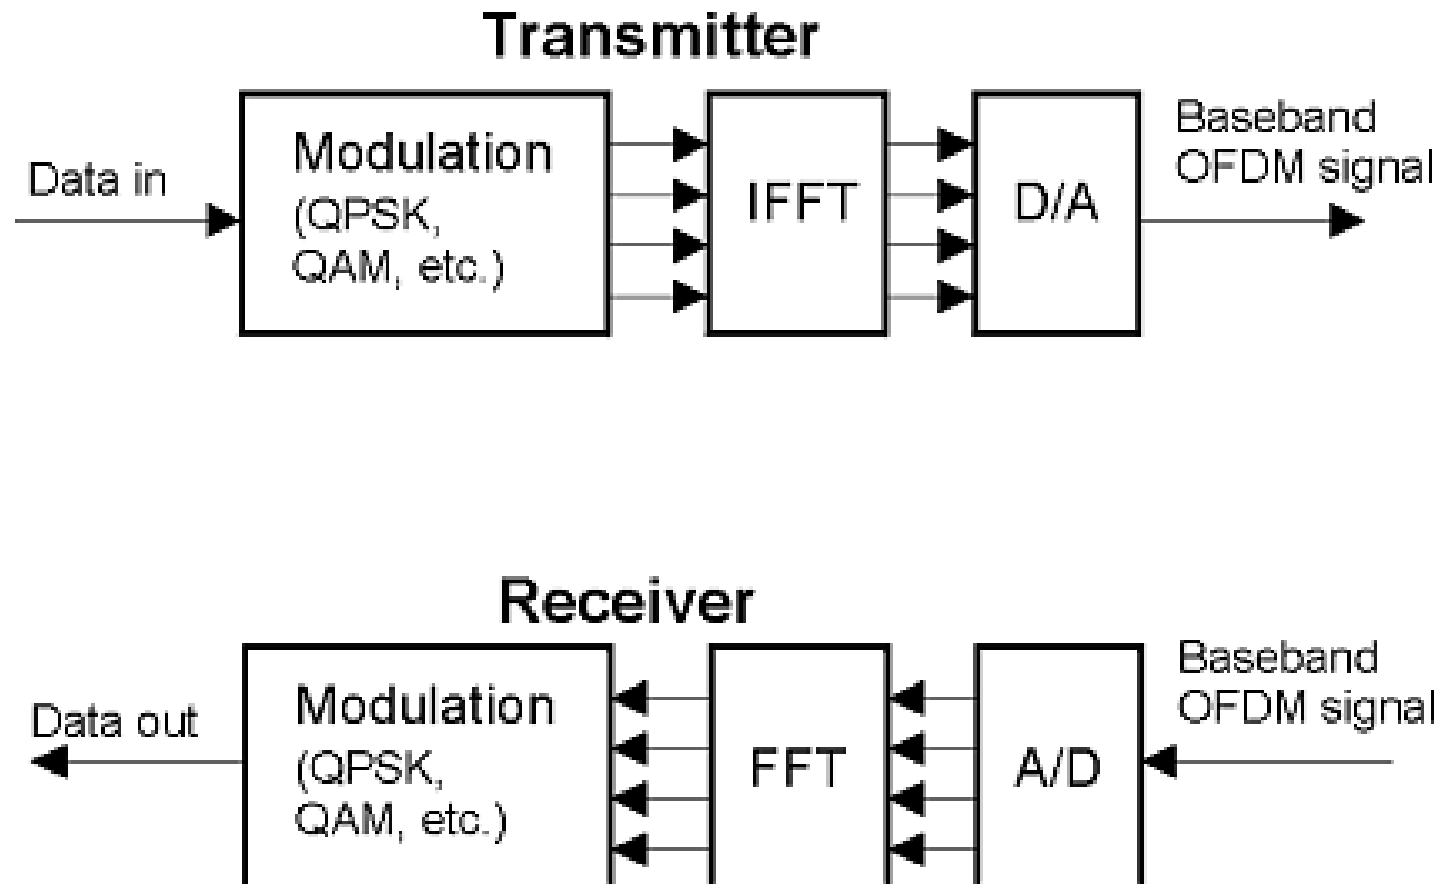 Transmitter
Data in
Modulation
(QPSK,
QAM, etc.)
IFFT
D/A
Baseband
OFDM signal
Receiver
Data out
Modulation
(QPSK,
QAM, etc.)
FFT
A/D
Baseband
OFDM signal